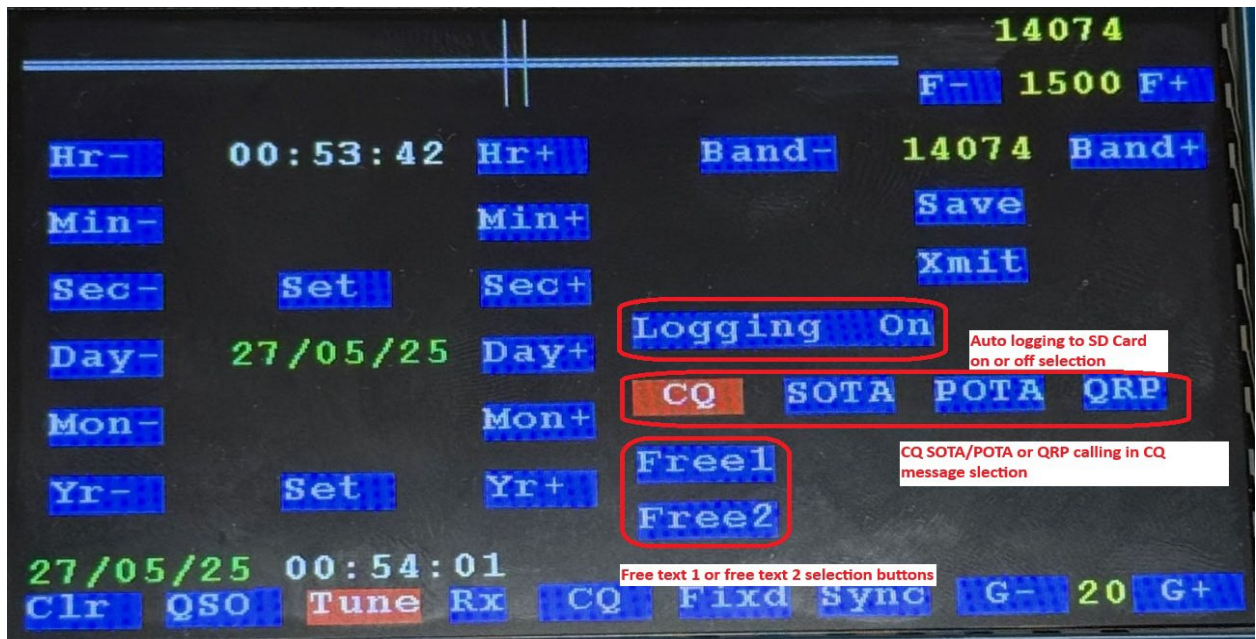 14074
F- 1500 F+
Hr- 00:53:42 Hr+ Band- 14074 Band+
Min- Min+ Save
Xmit
Sec- Set Sec+
Logging On
Auto logging to SD Card
on or off selection
Day- 27/05/25 Day+
CQ SOTA POTA QRP
Mon- Mon+
CQ SOTA/POTA or QRP calling in CQ
message slection
Free1
Yr- Set Yr+
Free2
27/05/25 00:54:01
Free text 1 or free text 2 selection buttons
Clr QSO Tune Rx CQ Fixd Sync G- 20 G+